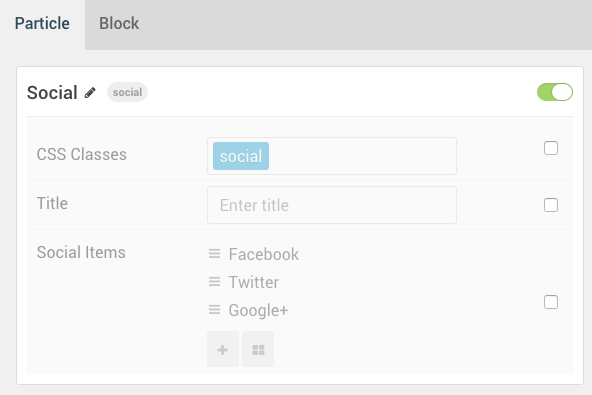 Particle Block
Social social
CSS Classes social
Title Enter title
Social Items Facebook
Twitter
Google+